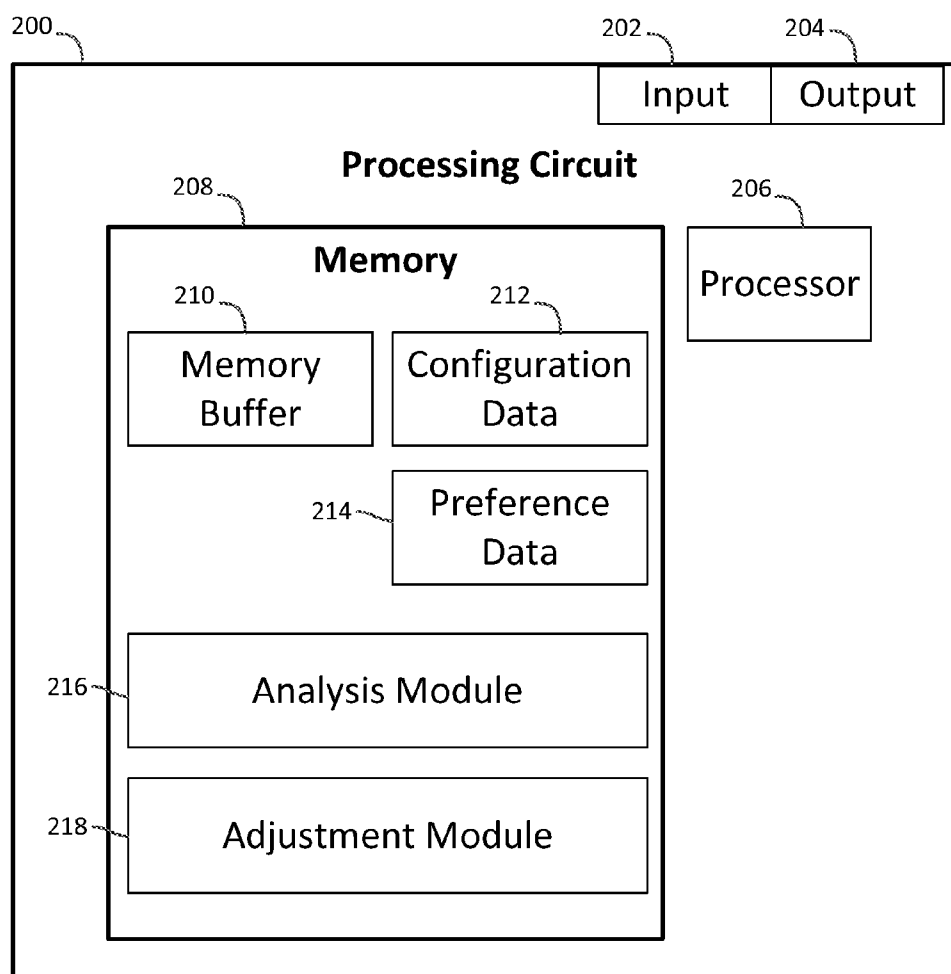 200
202
204
Input
Output
Processing Circuit
208
206
Memory
Processor
210
212
Memory
Buffer
Configuration
Data
214
Preference
Data
216
Analysis Module
218
Adjustment Module